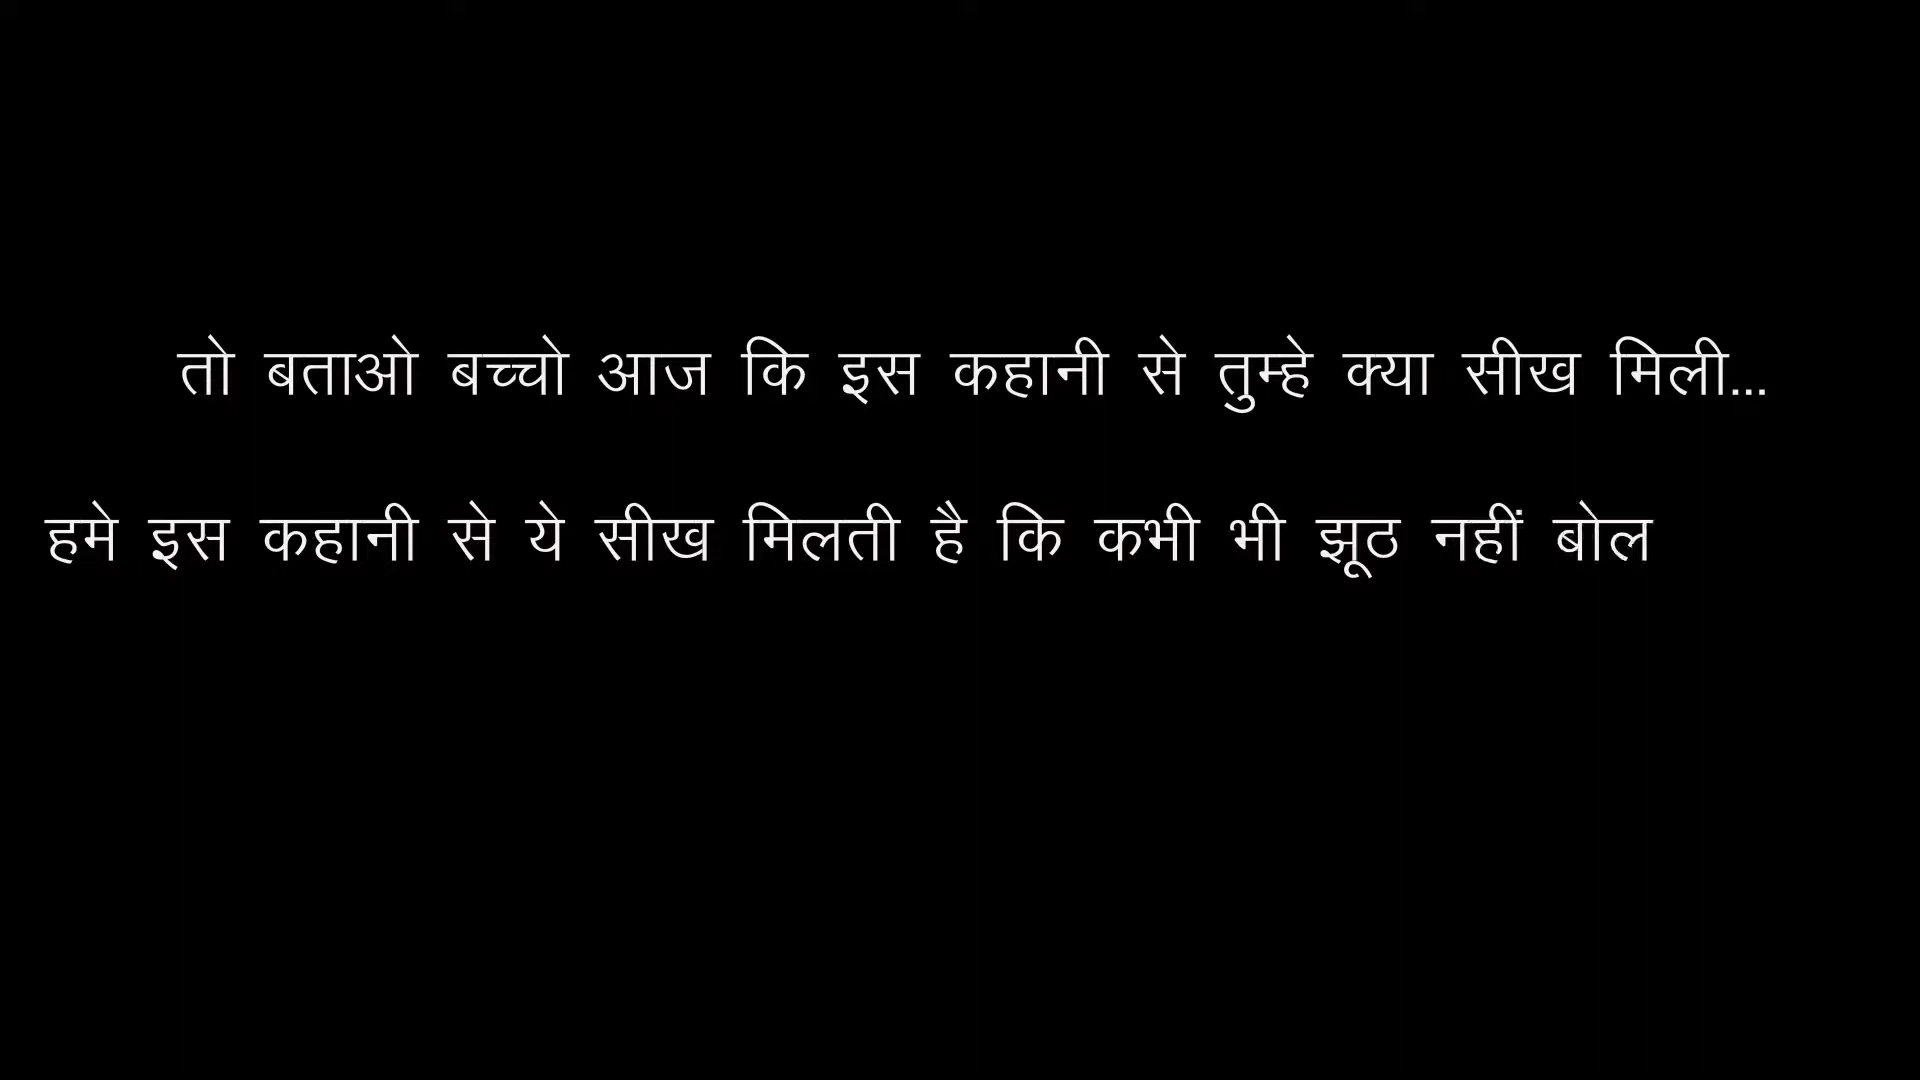 तो बताओ बच्चो आज कि इस कहानी से तुम्हे क्या सीख मिली...
हमे इस कहानी से ये सीख मिलती है कि कभी भी झूठ नहीं बोल